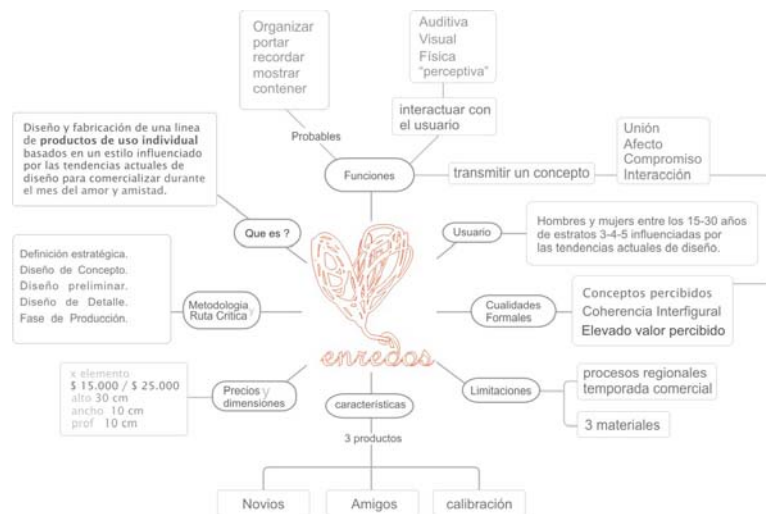 Organizar
portar
recordar
mostrar
contener
Auditiva
Visual
Física
"perceptiva"
Probables
interactuar con
el usuario
Funciones
transmitir un concepto
Unión
Afecto
Compromiso
Interacción
Diseño y fabricación de una linea
de productos de uso individual
basados en un estilo influenciado
por las tendencias actuales de
diseño para comercializar durante
el mes del amor y amistad.
Que es ?
Usuario
Hombres y mujers entre los 15-30 años
de estratos 3-4-5 influenciadas por
las tendencias actuales de diseño.
Definición estratégica.
Diseño de Concepto.
Diseño preliminar.
Diseño de Detalle.
Fase de Producción.
Metodologia y
Ruta Critica
Cualidades
Formales
Conceptos percibidos
Coherencia Interfigural
Elevado valor percibido
enredos
x elemento
$ 15.000 / $ 25.000
alto 30 cm
ancho 10 cm
prof 10 cm
Precios y
dimensiones
características
3 productos
Limitaciones
procesos regionales
temporada comercial
3 materiales
Novios
Amigos
calibración